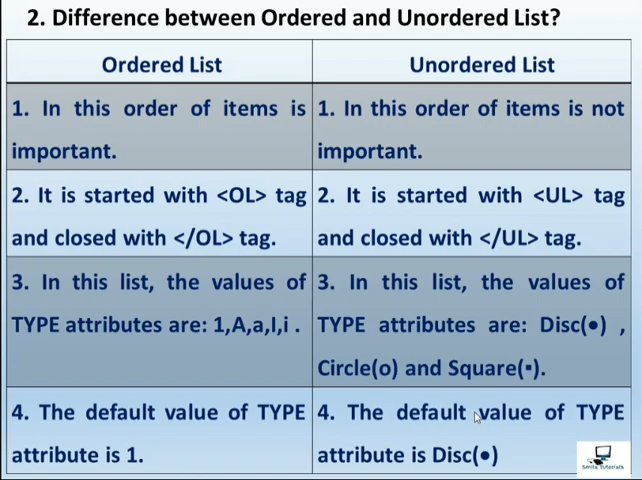 2. Difference between Ordered and Unordered List?
Ordered List
Unordered List
1. In this order of items is
important.
1. In this order of items is not
important.
2. It is started with <OL> tag
and closed with </OL> tag.
2. It is started with <UL> tag
and closed with </UL> tag.
3. In this list, the values of
TYPE attributes are: 1,A,a,I,i .
3. In this list, the values of
TYPE attributes are: Disc(•) ,
Circle(o) and Square(▪).
4. The default value of TYPE
attribute is 1.
4. The default value of TYPE
attribute is Disc(•)
Smita Tutorials